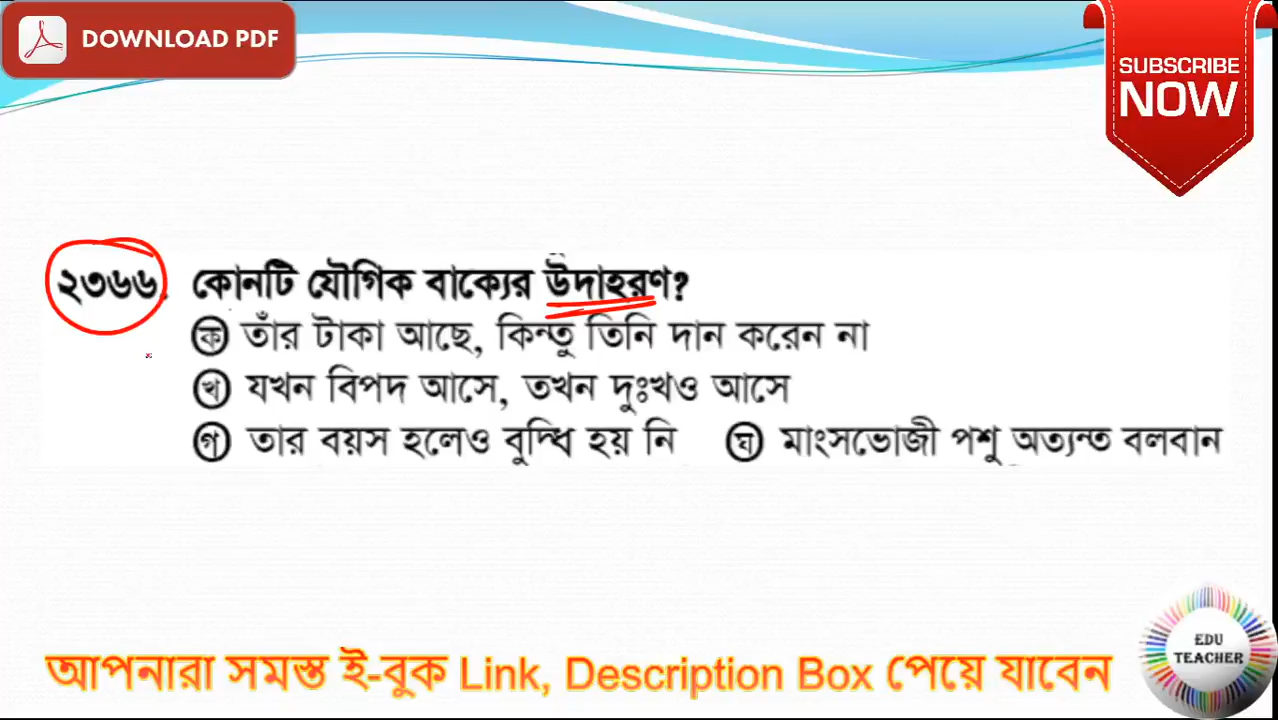 DOWNLOAD PDF
SUBSCRIBE
NOW
২৩৬৬. কোনটি যৌগিক বাক্যের উদাহরণ?
ক তাঁর টাকা আছে, কিন্তু তিনি দান করেন না
খ যখন বিপদ আসে, তখন দুঃখও আসে
গ তার বয়স হলেও বুদ্ধি হয় নি ঘ মাংসভোজী পশু অত্যন্ত বলবান
EDU
TEACHER
আপনারা সমস্ত ই-বুক Link, Description Box পেয়ে যাবেন